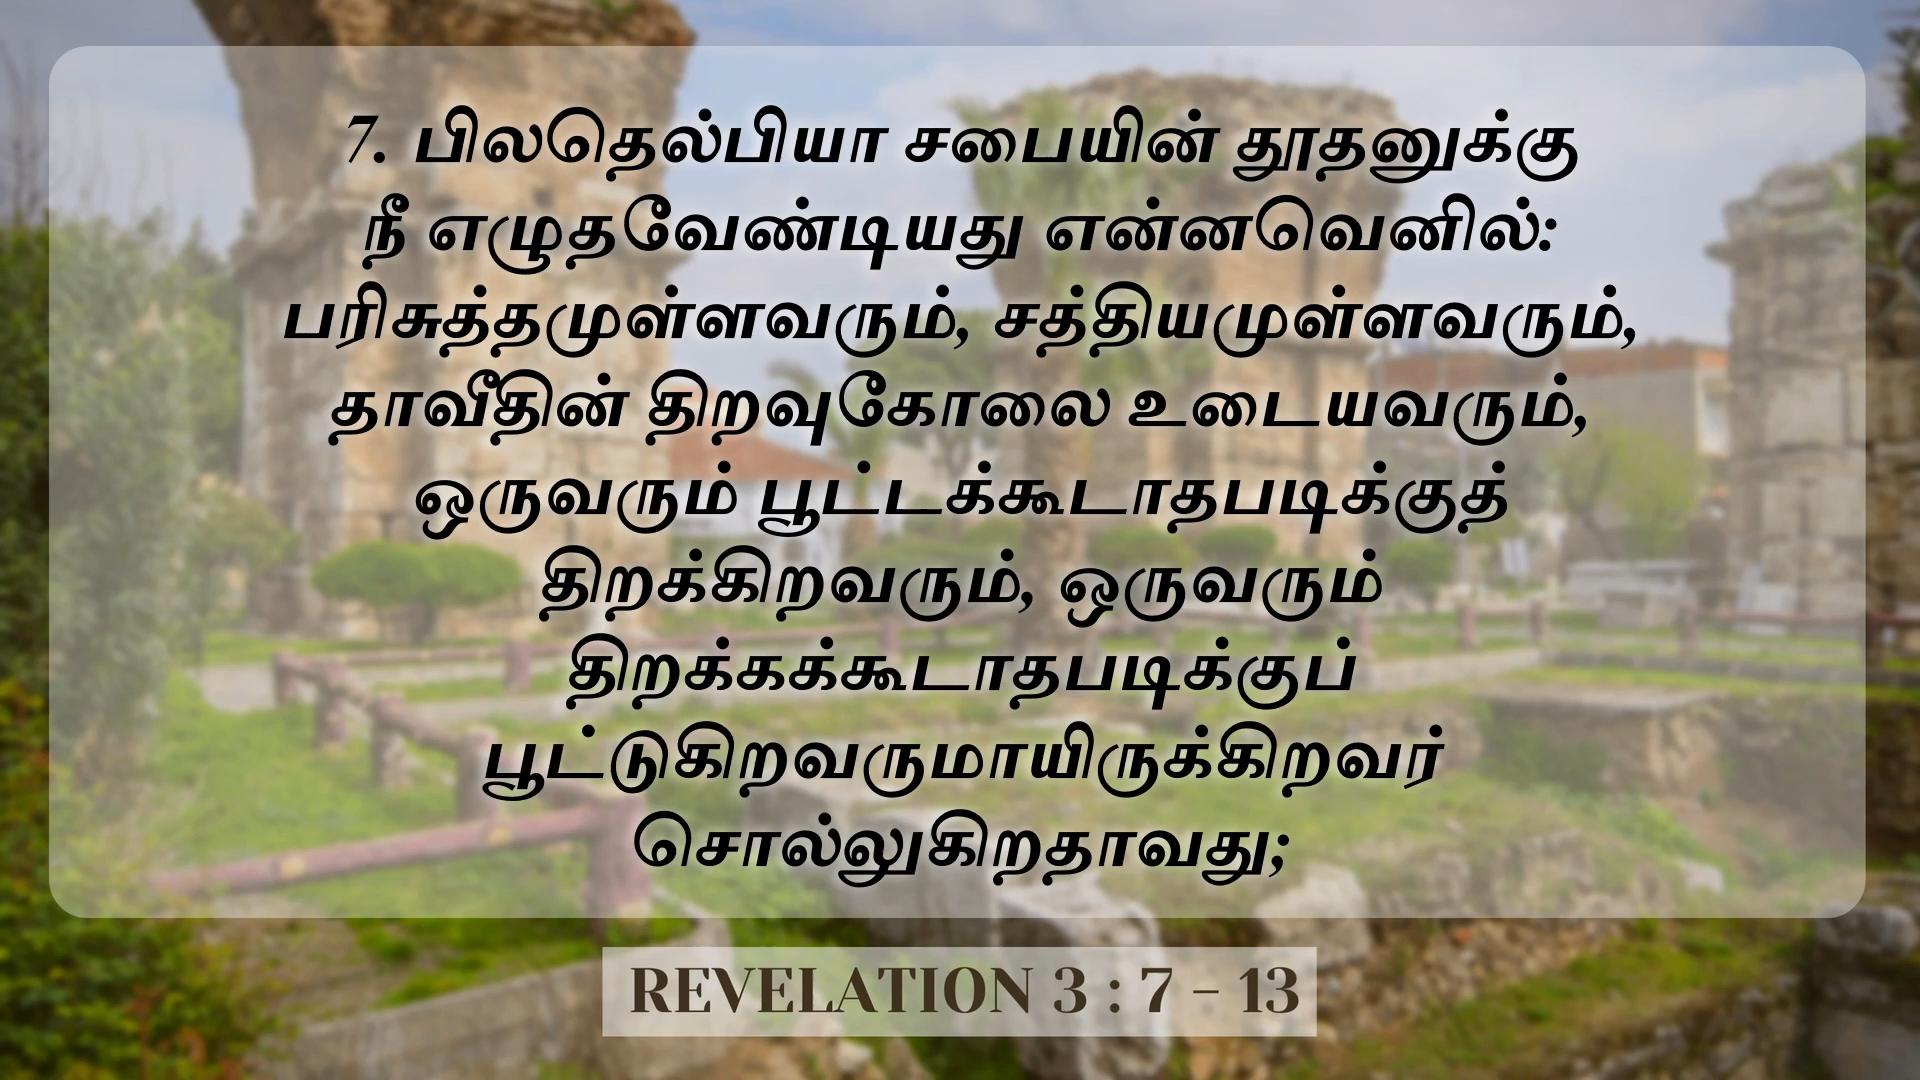 7. பிலதெல்பியா சபையின் தூதனுக்கு
நீ எழுதவேண்டியது என்னவெனில்:
பரிசுத்தமுள்ளவரும், சத்தியமுள்ளவரும்,
தாவீதின் திறவுகோலை உடையவரும்,
ஒருவரும் பூட்டக்கூடாதபடிக்குத்
திறக்கிறவரும், ஒருவரும்
திறக்கக்கூடாதபடிக்குப்
பூட்டுகிறவருமாயிருக்கிறவர்
சொல்லுகிறதாவது;
REVELATION 3 : 7 - 13